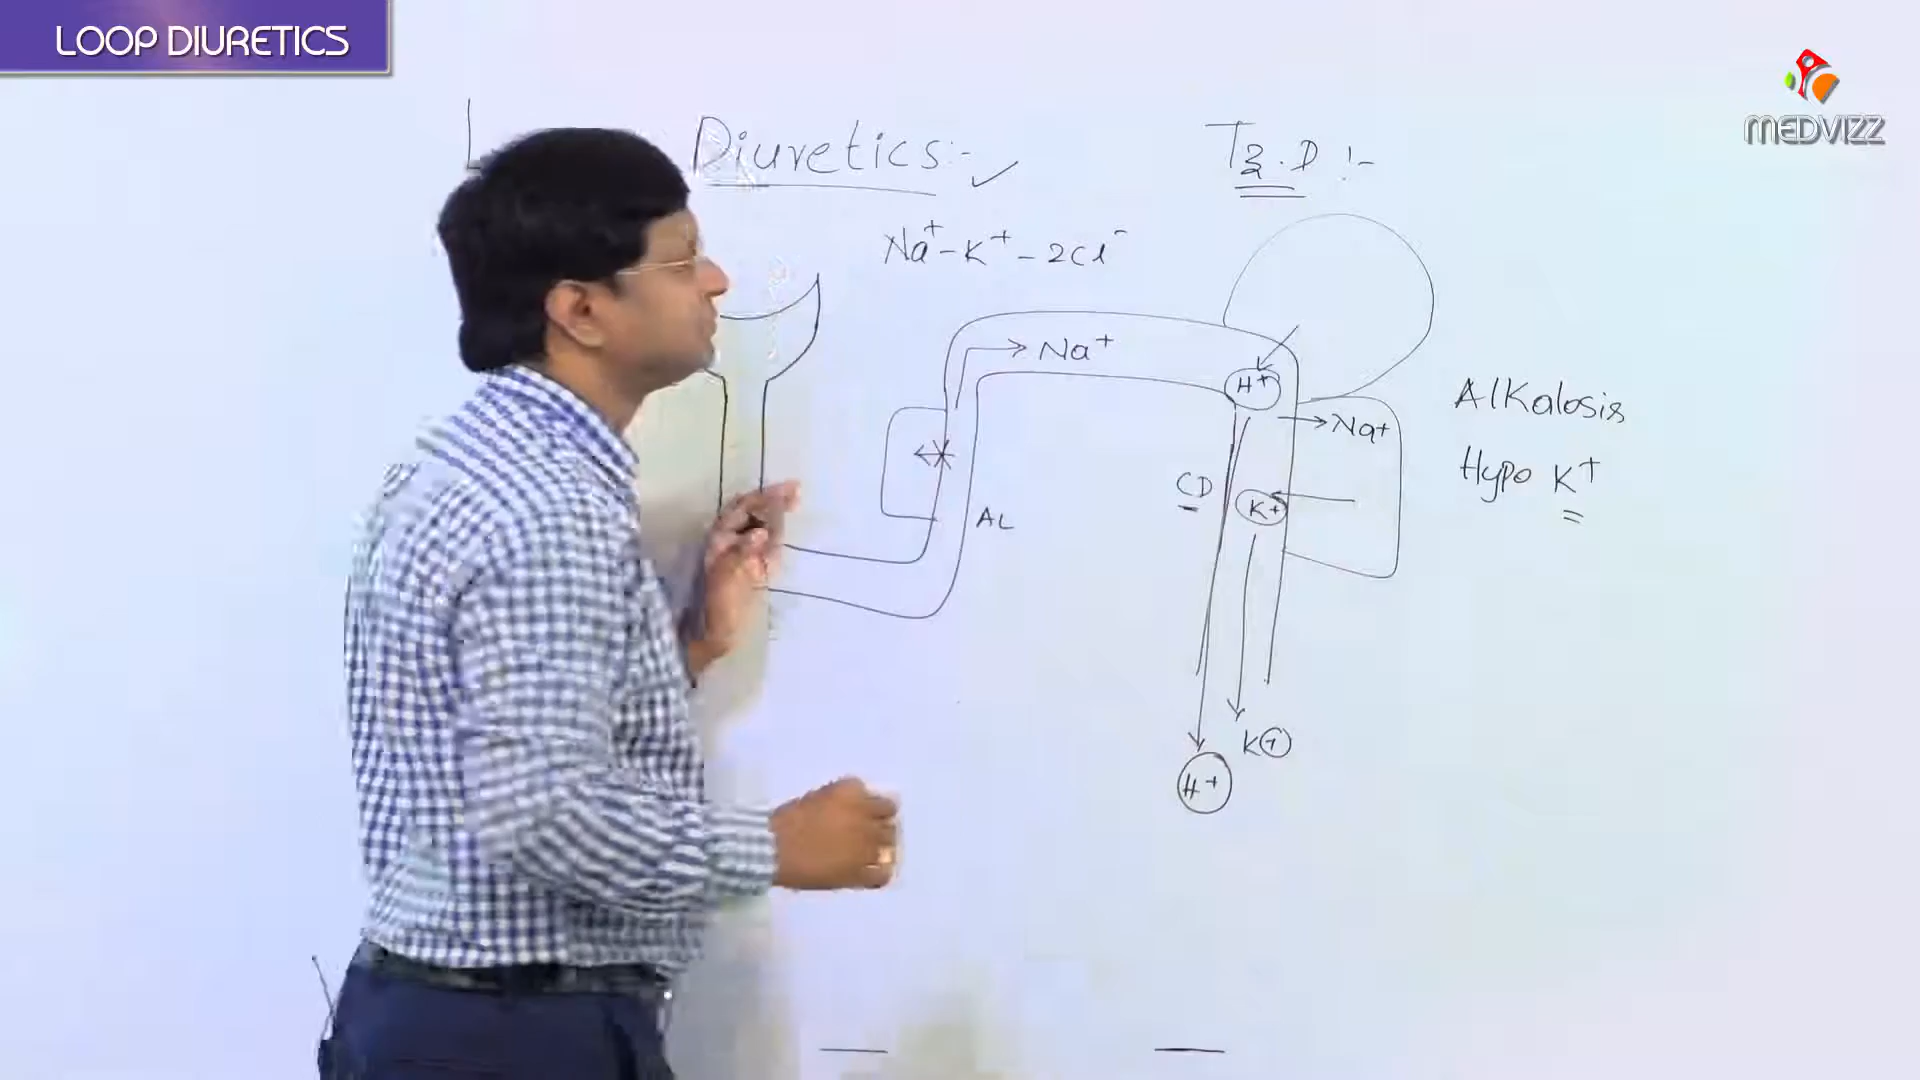 LOOP DIURETICS
MEDVIZZ
Diuretics:-
Na+-K+-2Cl-
Na+
H+
Na+
Alkalosis
Hypo K+
CD
K+
AL
K+
H+